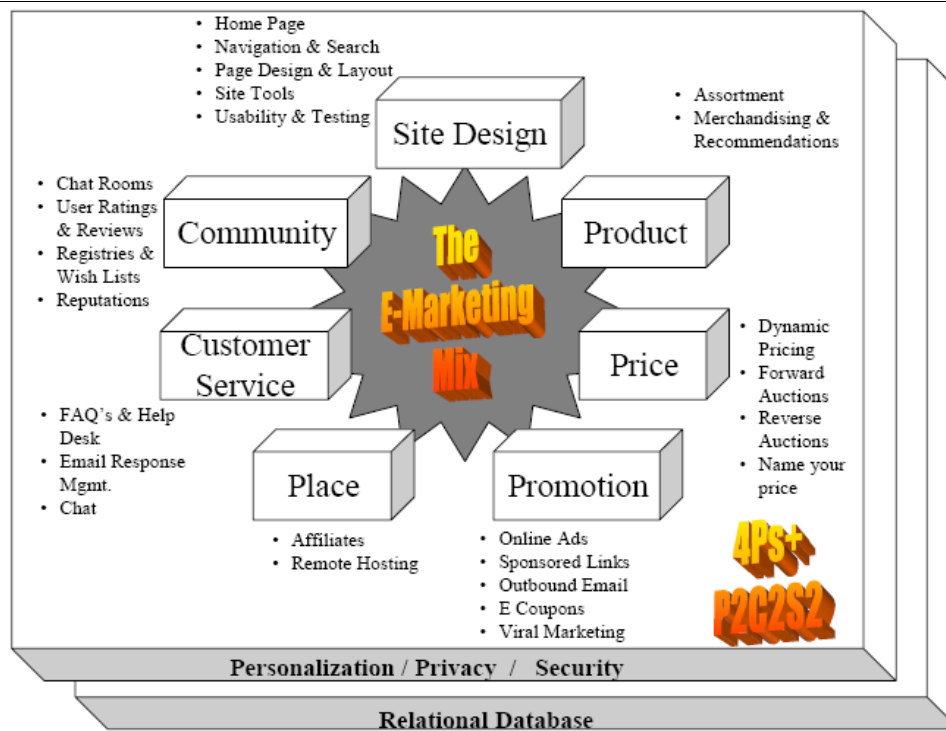 • Home Page
• Navigation & Search
• Page Design & Layout
• Site Tools
• Usability & Testing
Site Design
• Assortment
• Merchandising &
Recommendations
• Chat Rooms
• User Ratings
& Reviews
• Registries &
Wish Lists
• Reputations
Community
Product
The
E-Marketing
Mix
Customer
Service
Price
• Dynamic
Pricing
• Forward
Auctions
• Reverse
Auctions
• Name your
price
• FAQ's & Help
Desk
• Email Response
Mgmt.
• Chat
Place
Promotion
• Affiliates
• Remote Hosting
• Online Ads
• Sponsored Links
• Outbound Email
• E Coupons
• Viral Marketing
4Ps+
P2C2S2
Personalization / Privacy / Security
Relational Database